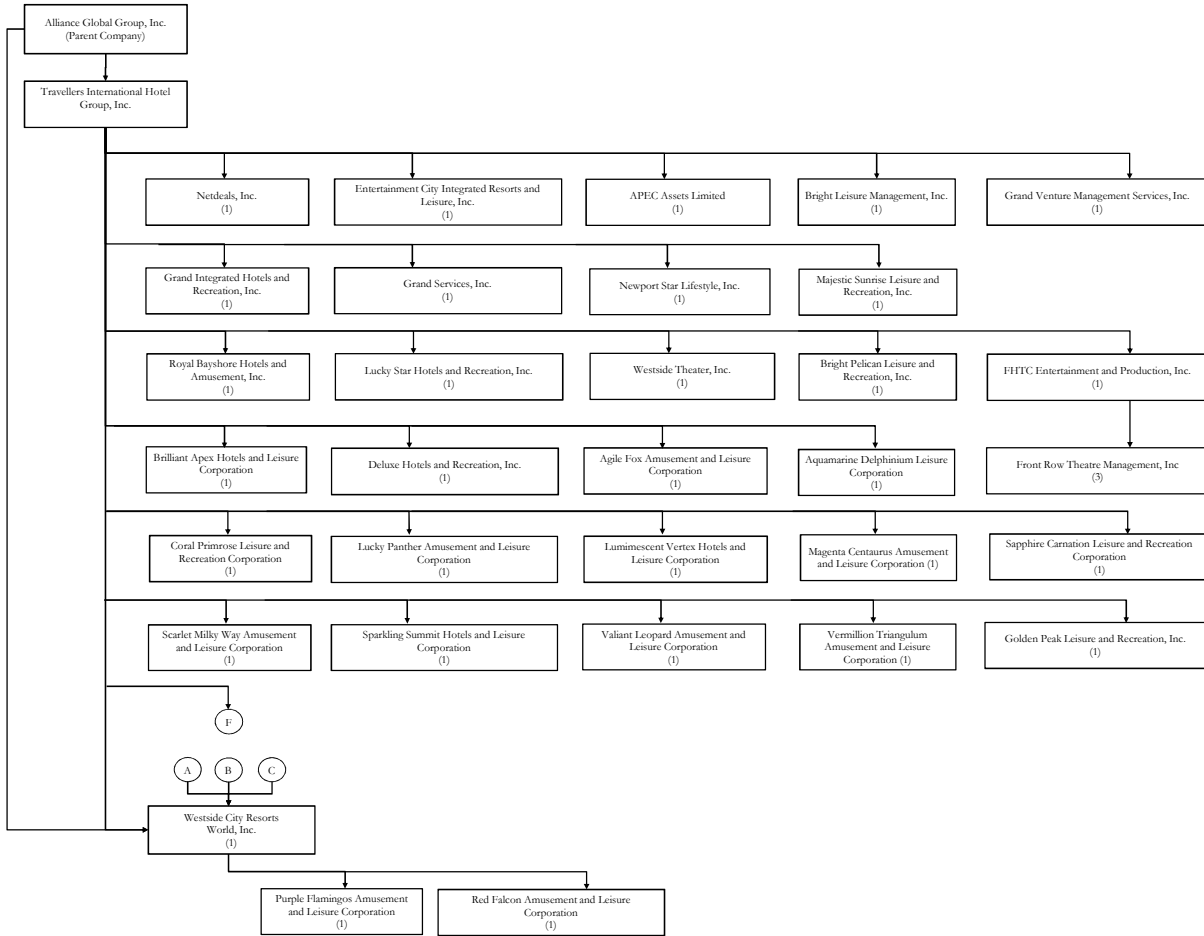 Alliance Global Group, Inc.
(Parent Company)
Travellers International Hotel
Group, Inc.
Netdeals, Inc.
(1)
Entertainment City Integrated Resorts and
Leisure, Inc.
(1)
APEC Assets Limited
(1)
Bright Leisure Management, Inc.
(1)
Grand Venture Management Services, Inc.
(1)
Grand Integrated Hotels and
Recreation, Inc.
(1)
Grand Services, Inc.
(1)
Newport Star Lifestyle, Inc.
(1)
Majestic Sunrise Leisure and
Recreation, Inc.
(1)
Royal Bayshore Hotels and
Amusement, Inc.
(1)
Lucky Star Hotels and Recreation, Inc.
(1)
Westside Theater, Inc.
(1)
Bright Pelican Leisure and
Recreation, Inc.
(1)
FHTC Entertainment and Production, Inc.
(1)
Brilliant Apex Hotels and Leisure
Corporation
(1)
Deluxe Hotels and Recreation, Inc.
(1)
Agile Fox Amusement and Leisure
Corporation
(1)
Aquamarine Delphinium Leisure
Corporation
(1)
Front Row Theatre Management, Inc
(3)
Coral Primrose Leisure and
Recreation Corporation
(1)
Lucky Panther Amusement and Leisure
Corporation
(1)
Lumimescent Vertex Hotels and
Leisure Corporation
(1)
Magenta Centaurus Amusement
and Leisure Corporation (1)
Sapphire Carnation Leisure and Recreation
Corporation
(1)
Scarlet Milky Way Amusement
and Leisure Corporation
(1)
Sparkling Summit Hotels and Leisure
Corporation
(1)
Valiant Leopard Amusement and
Leisure Corporation
(1)
Vermillion Triangulum
Amusement and Leisure
Corporation (1)
Golden Peak Leisure and Recreation, Inc.
(1)
F
A
B
C
Westside City Resorts
World, Inc.
(1)
Purple Flamingos Amusement
and Leisure Corporation
(1)
Red Falcon Amusement and Leisure
Corporation
(1)